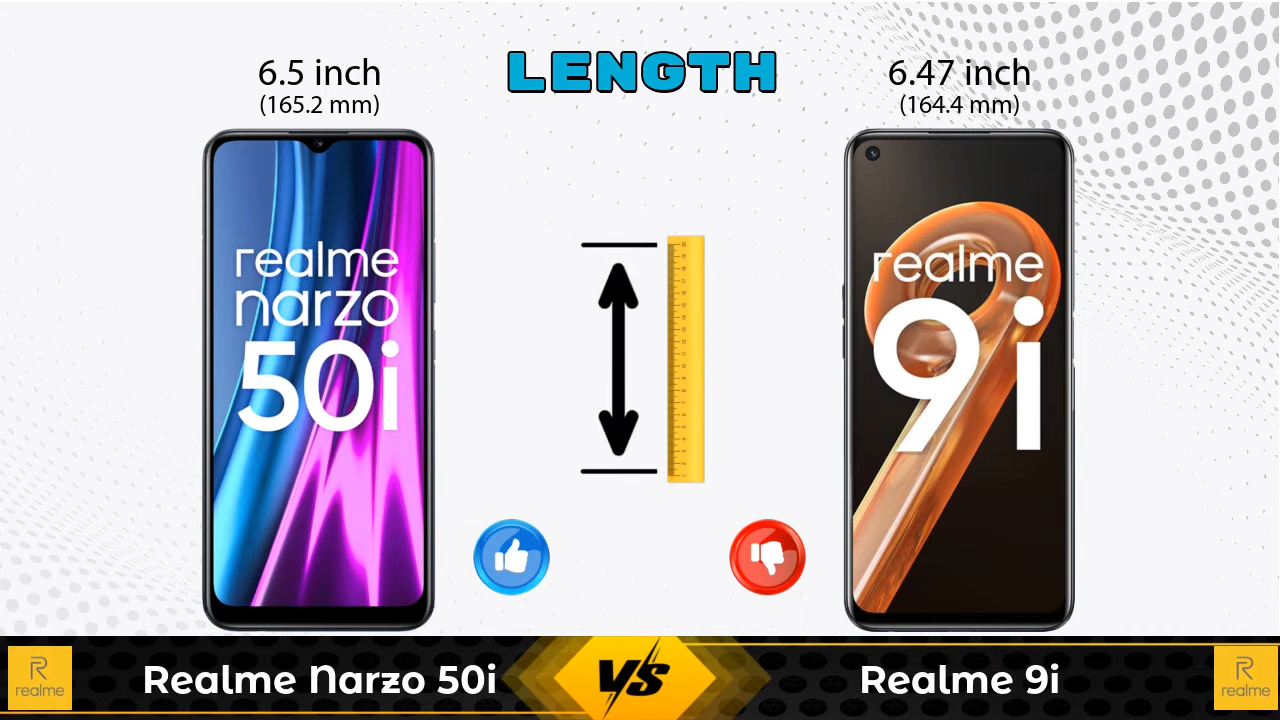 LENGTH
6.5 inch
(165.2 mm)
6.47 inch
(164.4 mm)
realme
narzo
50i
realme
9i
R
realme
Realme Narzo 50i
VS
Realme 9i
R
realme